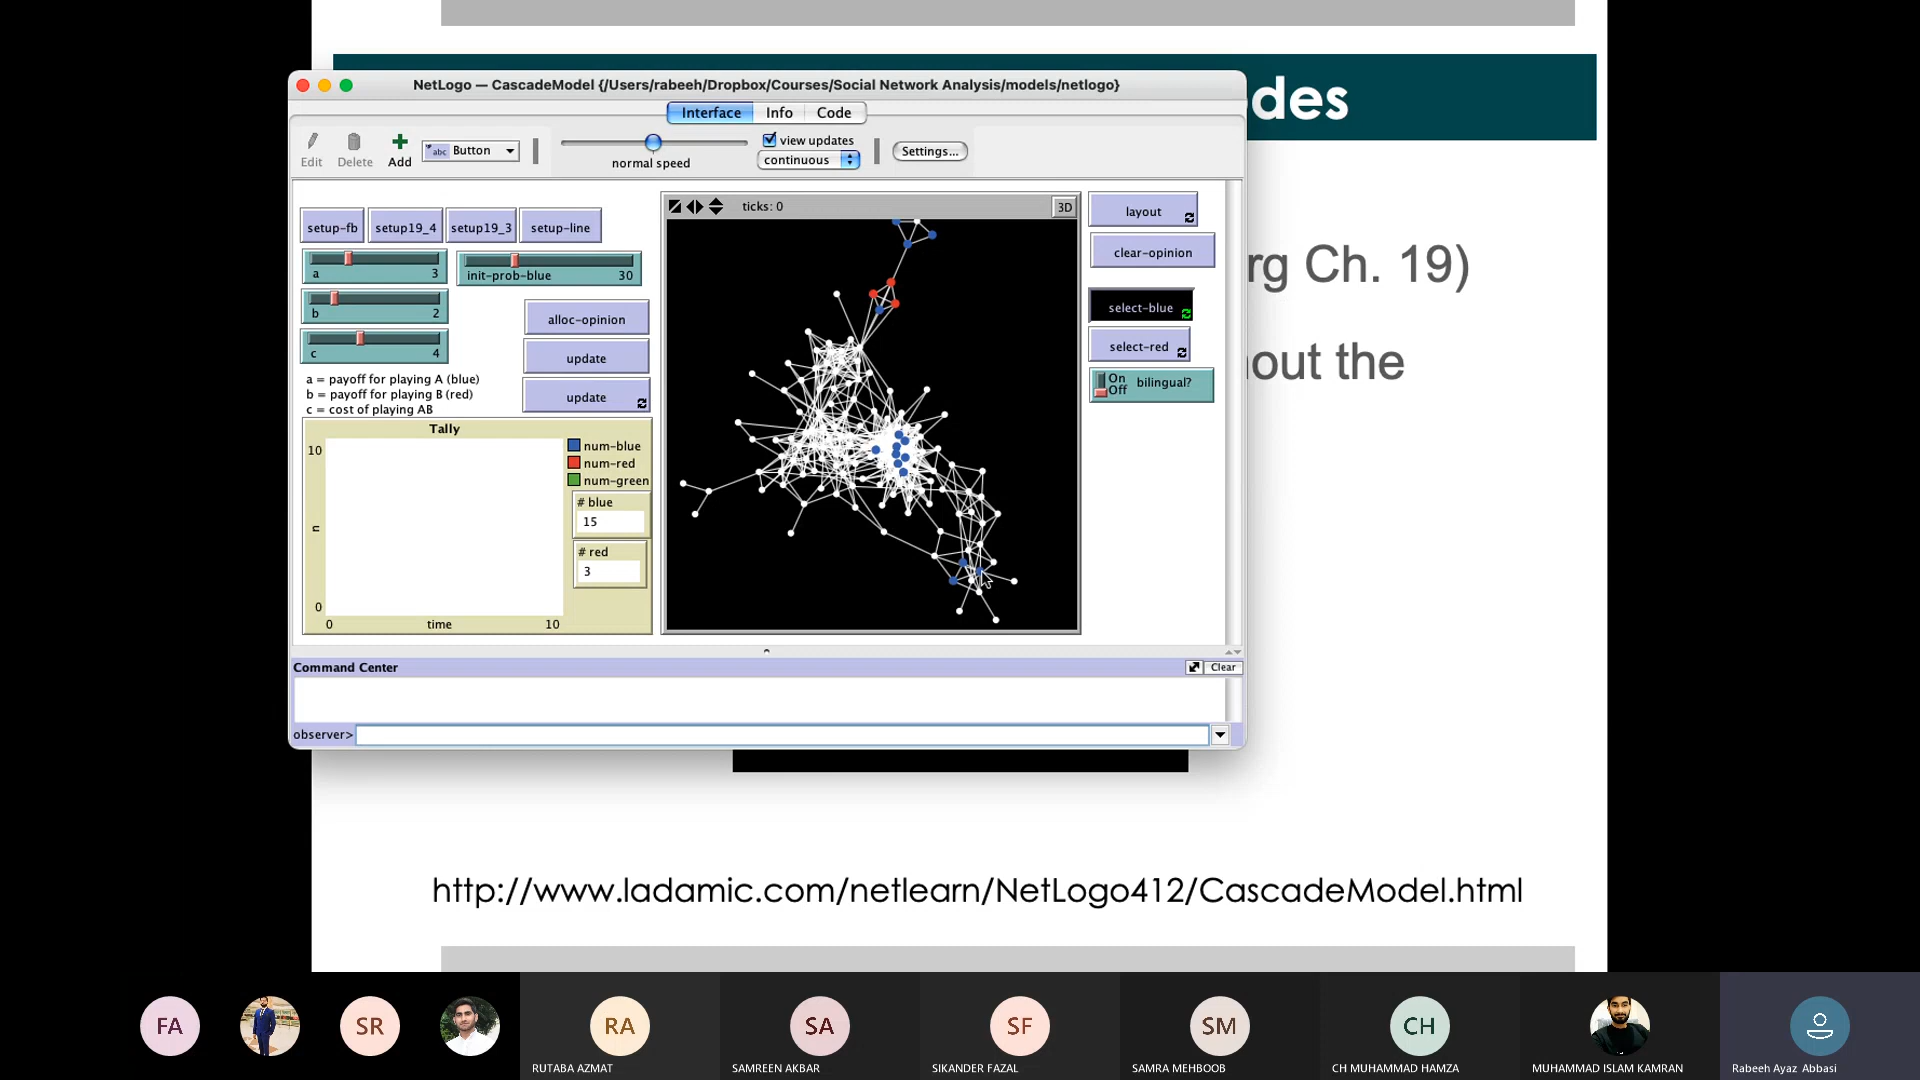 des
NetLogo — CascadeModel {/Users/rabeeh/Dropbox/Courses/Social Network Analysis/models/netlogo}
Interface Info Code
Edit Delete Add abc Button normal speed view updates continuous Settings...
ticks: 0 3D
setup-fb setup19_4 setup19_3 setup-line
layout
clear-opinion
rg Ch. 19)
a 3
init-prob-blue 30
b 2
alloc-opinion
select-blue
c 4
update
select-red
out the
a = payoff for playing A (blue)
b = payoff for playing B (red)
c = cost of playing AB
update
On
Off bilingual?
Tally
10
n
0
0 time 10
num-blue
num-red
num-green
# blue
15
# red
3
Command Center Clear
observer>
http://www.ladamic.com/netlearn/NetLogo412/CascadeModel.html
FA SR RA SA SF SM CH
RUTABA AZMAT SAMREEN AKBAR SIKANDER FAZAL SAMRA MEHBOOB CH MUHAMMAD HAMZA MUHAMMAD ISLAM KAMRAN Rabeeh Ayaz Abbasi